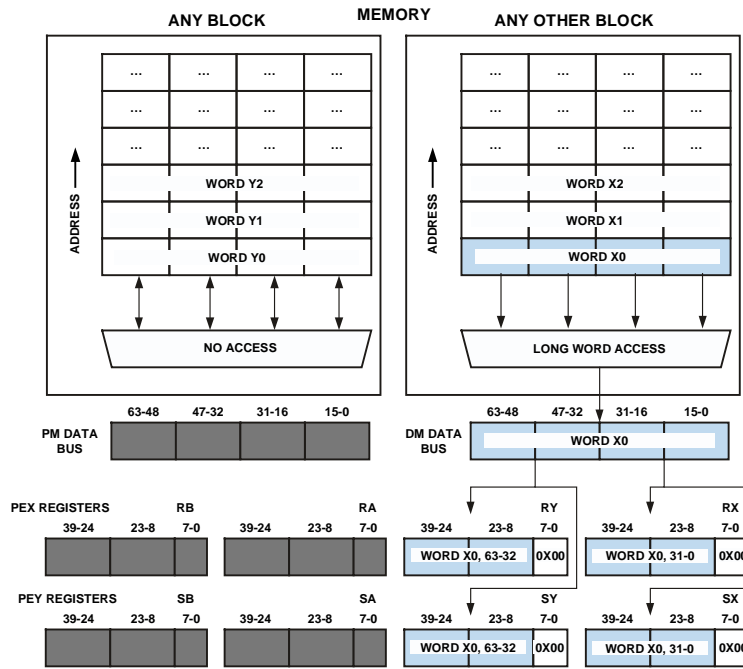 MEMORY
ANY BLOCK
ANY OTHER BLOCK
... ... ... ... ... ... ... ...
... ... ... ... ... ... ... ...
... ... ... ... ... ... ... ...
ADDRESS
ADDRESS
WORD Y2
WORD X2
WORD Y1
WORD X1
WORD Y0
WORD X0
NO ACCESS
LONG WORD ACCESS
63-48 47-32 31-16 15-0 63-48 47-32 31-16 15-0
PM DATA
BUS
DM DATA
BUS
WORD X0
PEX REGISTERS RB RA RY RX
39-24 23-8 7-0 39-24 23-8 7-0 39-24 23-8 7-0 39-24 23-8 7-0
WORD X0, 63-32 0X00 WORD X0, 31-0 0X00
PEY REGISTERS SB SA SY SX
39-24 23-8 7-0 39-24 23-8 7-0 39-24 23-8 7-0 39-24 23-8 7-0
WORD X0, 63-32 0X00 WORD X0, 31-0 0X00